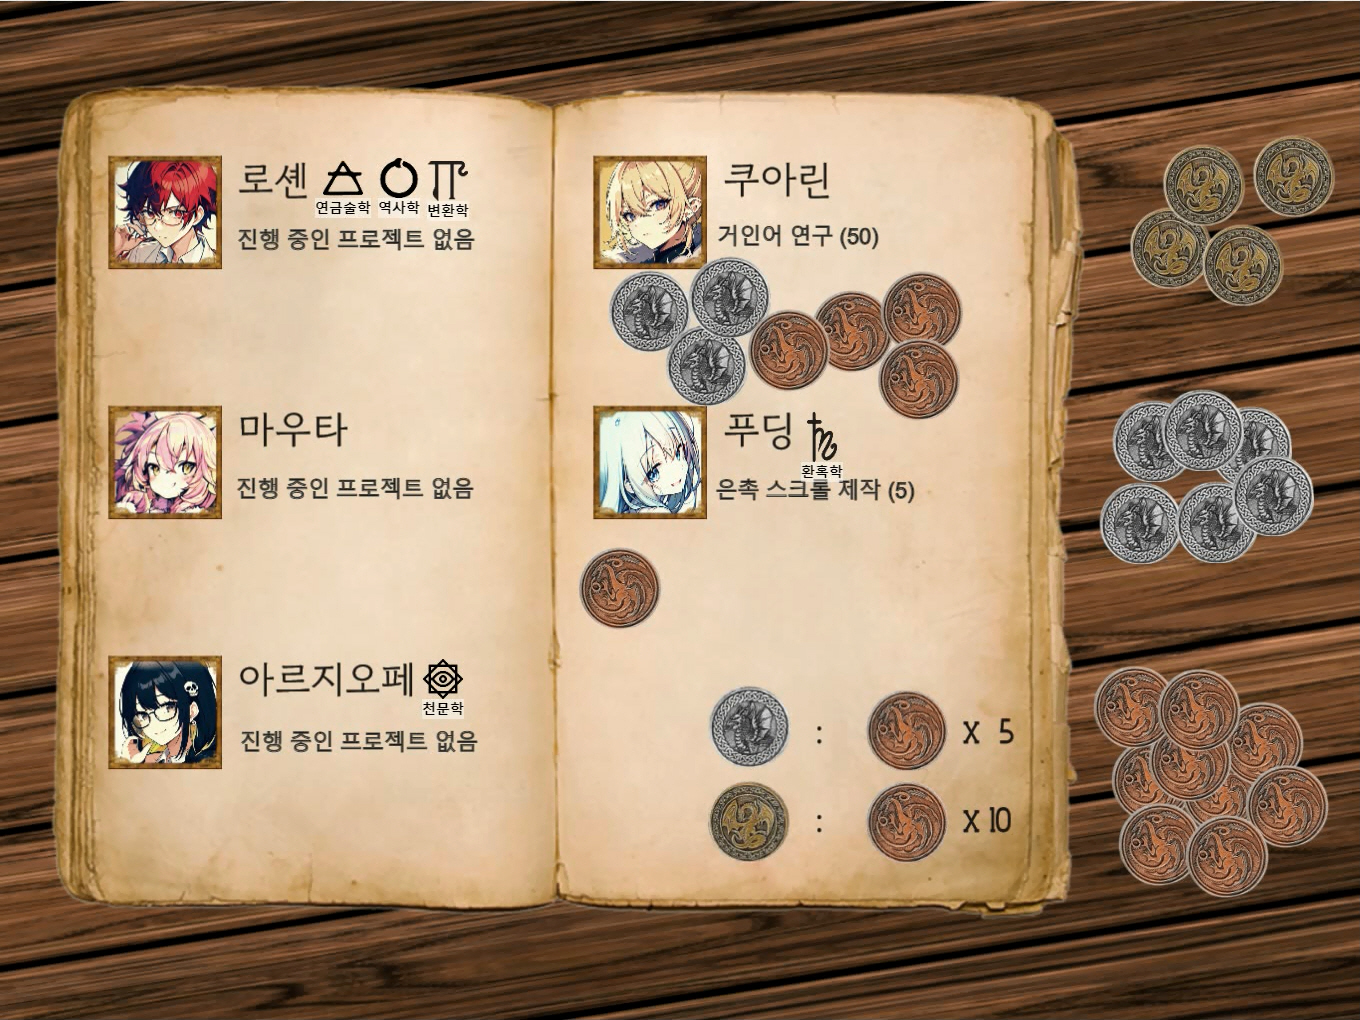 로셴
연금술학 역사학 변환학
진행 중인 프로젝트 없음
마우타
진행 중인 프로젝트 없음
아르지오페
천문학
진행 중인 프로젝트 없음
쿠아린
거인어 연구 (50)
푸딩
환혹학
은촉 스크롤 제작 (5)
: X 5
: X 10